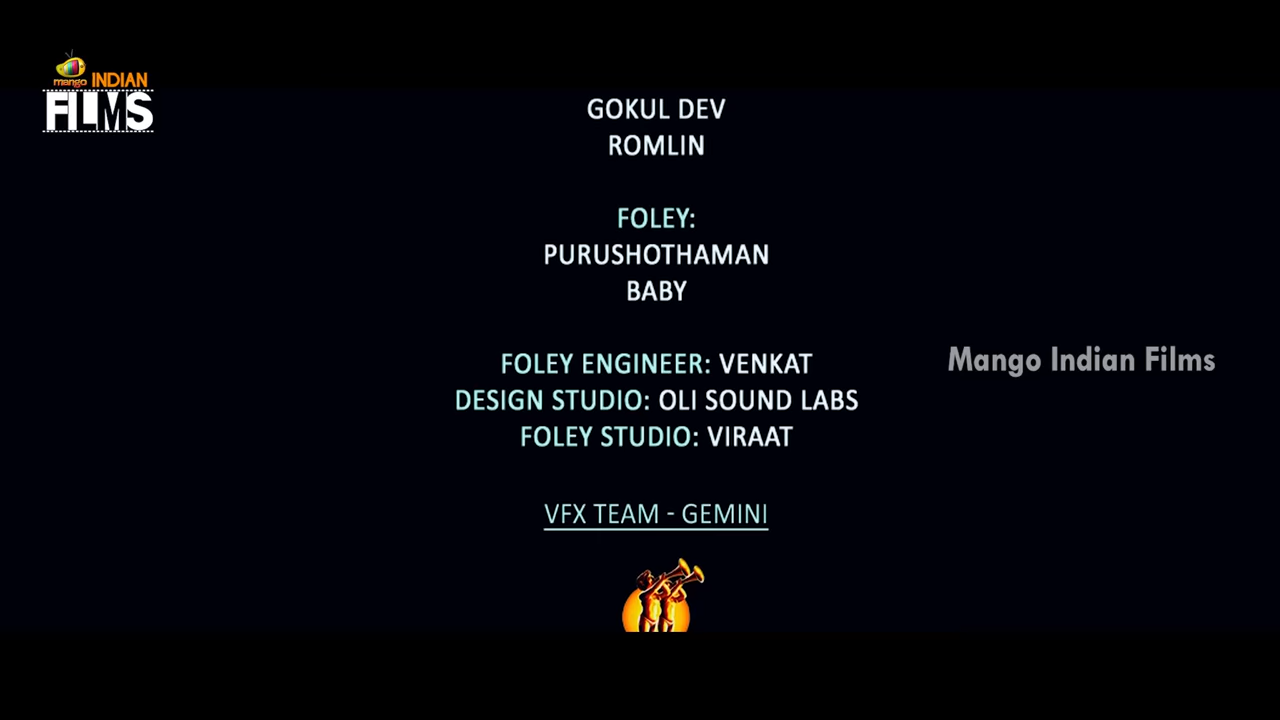 mango INDIAN
FILMS
GOKUL DEV
ROMLIN
FOLEY:
PURUSHOTHAMAN
BABY
FOLEY ENGINEER: VENKAT
DESIGN STUDIO: OLI SOUND LABS
FOLEY STUDIO: VIRAAT
VFX TEAM - GEMINI
Mango Indian Films